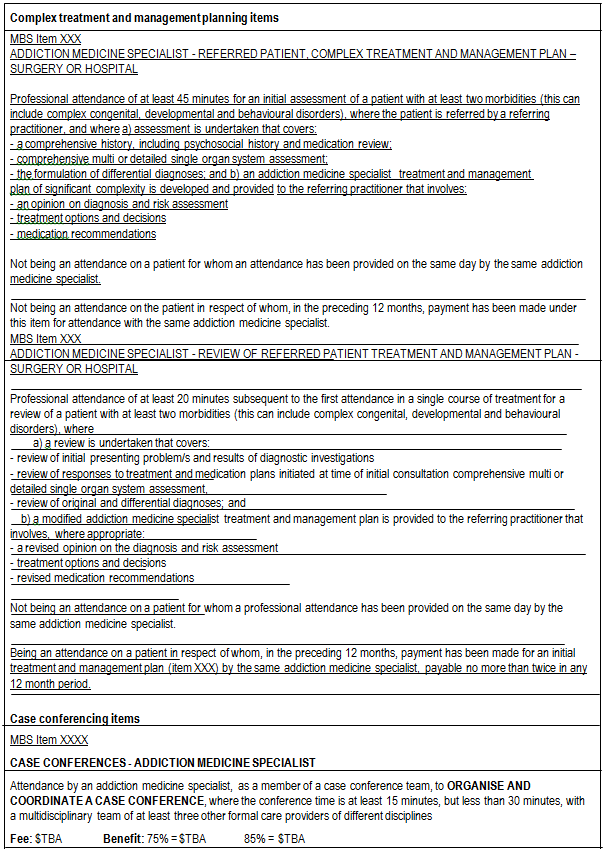 Complex treatment and management planning items
MBS Item XXX
ADDICTION MEDICINE SPECIALIST - REFERRED PATIENT, COMPLEX TREATMENT AND MANAGEMENT PLAN –
SURGERY OR HOSPITAL
Professional attendance of at least 45 minutes for an initial assessment of a patient with at least two morbidities (this can
include complex congenital, developmental and behavioural disorders), where the patient is referred by a referring
practitioner, and where a) assessment is undertaken that covers:
- a comprehensive history, including psychosocial history and medication review;
- comprehensive multi or detailed single organ system assessment;
- the formulation of differential diagnoses; and b) an addiction medicine specialist treatment and management
plan of significant complexity is developed and provided to the referring practitioner that involves:
- an opinion on diagnosis and risk assessment
- treatment options and decisions
- medication recommendations
Not being an attendance on a patient for whom an attendance has been provided on the same day by the same addiction
medicine specialist.
Not being an attendance on the patient in respect of whom, in the preceding 12 months, payment has been made under
this item for attendance with the same addiction medicine specialist.
MBS Item XXX
ADDICTION MEDICINE SPECIALIST - REVIEW OF REFERRED PATIENT TREATMENT AND MANAGEMENT PLAN -
SURGERY OR HOSPITAL
Professional attendance of at least 20 minutes subsequent to the first attendance in a single course of treatment for a
review of a patient with at least two morbidities (this can include complex congenital, developmental and behavioural
disorders), where
a) a review is undertaken that covers:
- review of initial presenting problem/s and results of diagnostic investigations
- review of responses to treatment and medication plans initiated at time of initial consultation comprehensive multi or
detailed single organ system assessment,
- review of original and differential diagnoses; and
b) a modified addiction medicine specialist treatment and management plan is provided to the referring practitioner that
involves, where appropriate:
- a revised opinion on the diagnosis and risk assessment
- treatment options and decisions
- revised medication recommendations
Not being an attendance on a patient for whom a professional attendance has been provided on the same day by the
same addiction medicine specialist.
Being an attendance on a patient in respect of whom, in the preceding 12 months, payment has been made for an initial
treatment and management plan (item XXX) by the same addiction medicine specialist, payable no more than twice in any
12 month period.
Case conferencing items
MBS Item XXXX
CASE CONFERENCES - ADDICTION MEDICINE SPECIALIST
Attendance by an addiction medicine specialist, as a member of a case conference team, to ORGANISE AND
COORDINATE A CASE CONFERENCE, where the conference time is at least 15 minutes, but less than 30 minutes, with
a multidisciplinary team of at least three other formal care providers of different disciplines
Fee: $TBA Benefit: 75% = $TBA 85% = $TBA